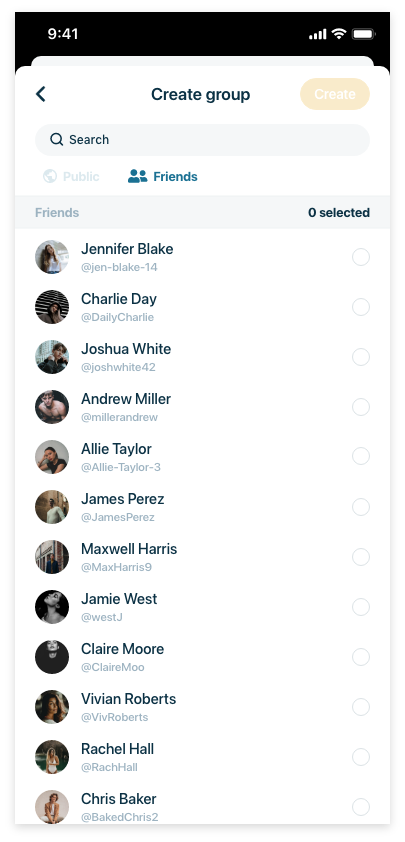 9:41
Create group
Create
Search
Public
Friends
Friends
0 selected
Jennifer Blake
@jen-blake-14
Charlie Day
@DailyCharlie
Joshua White
@joshwhite42
Andrew Miller
@millerandrew
Allie Taylor
@Allie-Taylor-3
James Perez
@JamesPerez
Maxwell Harris
@MaxHarris9
Jamie West
@westJ
Claire Moore
@ClaireMoo
Vivian Roberts
@VivRoberts
Rachel Hall
@RachHall
Chris Baker
@BakedChris2